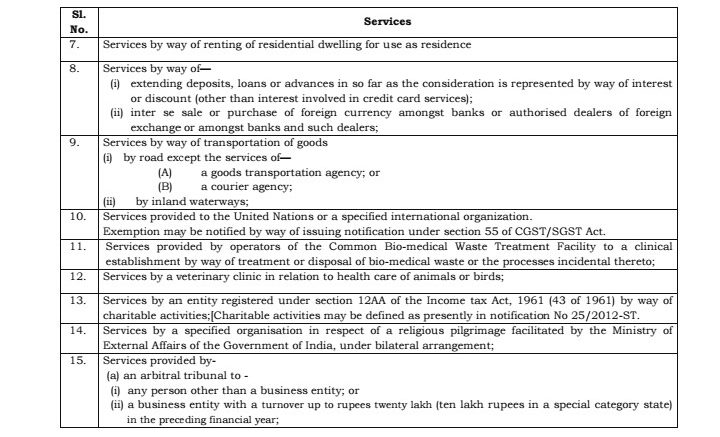 Sl. No. Services
7. Services by way of renting of residential dwelling for use as residence
8. Services by way of—
(i) extending deposits, loans or advances in so far as the consideration is represented by way of interest
or discount (other than interest involved in credit card services);
(ii) inter se sale or purchase of foreign currency amongst banks or authorised dealers of foreign
exchange or amongst banks and such dealers;
9. Services by way of transportation of goods
(i) by road except the services of—
(A) a goods transportation agency; or
(B) a courier agency;
(ii) by inland waterways;
10. Services provided to the United Nations or a specified international organization.
Exemption may be notified by way of issuing notification under section 55 of CGST/SGST Act.
11. Services provided by operators of the Common Bio-medical Waste Treatment Facility to a clinical
establishment by way of treatment or disposal of bio-medical waste or the processes incidental thereto;
12. Services by a veterinary clinic in relation to health care of animals or birds;
13. Services by an entity registered under section 12AA of the Income tax Act, 1961 (43 of 1961) by way of
charitable activities;[Charitable activities may be defined as presently in notification No 25/2012-ST.
14. Services by a specified organisation in respect of a religious pilgrimage facilitated by the Ministry of
External Affairs of the Government of India, under bilateral arrangement;
15. Services provided by-
(a) an arbitral tribunal to -
(i) any person other than a business entity; or
(ii) a business entity with a turnover up to rupees twenty lakh (ten lakh rupees in a special category state)
in the preceding financial year;